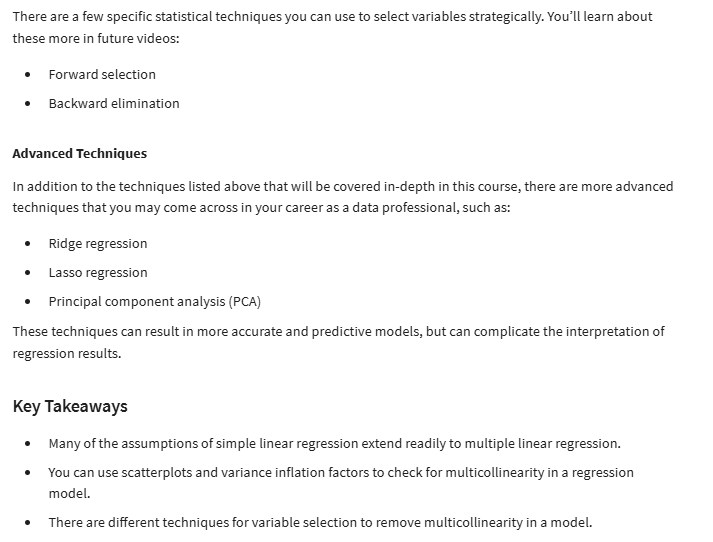 There are a few specific statistical techniques you can use to select variables strategically. You’ll learn about
these more in future videos:
• Forward selection
• Backward elimination
Advanced Techniques
In addition to the techniques listed above that will be covered in-depth in this course, there are more advanced
techniques that you may come across in your career as a data professional, such as:
• Ridge regression
• Lasso regression
• Principal component analysis (PCA)
These techniques can result in more accurate and predictive models, but can complicate the interpretation of
regression results.
Key Takeaways
• Many of the assumptions of simple linear regression extend readily to multiple linear regression.
• You can use scatterplots and variance inflation factors to check for multicollinearity in a regression
model.
• There are different techniques for variable selection to remove multicollinearity in a model.